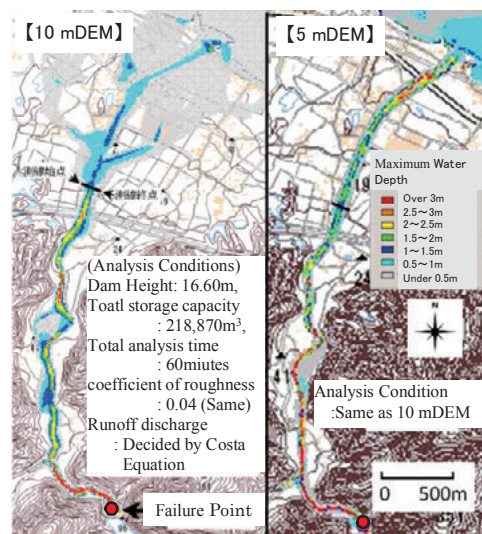 【10 mDEM】
(Analysis Conditions)
Dam Height: 16.60m,
Toatl storage capacity
: 218,870m³,
Total analysis time
: 60miutes
coefficient of roughness
: 0.04 (Same)
Runoff discharge
: Decided by Costa
Equation
Failure Point
【5 mDEM】
Maximum Water
Depth
Over 3m
2.5～3m
2～2.5m
1.5～2m
1～1.5m
0.5～1m
Under 0.5m
Analysis Condition
:Same as 10 mDEM
0 500m